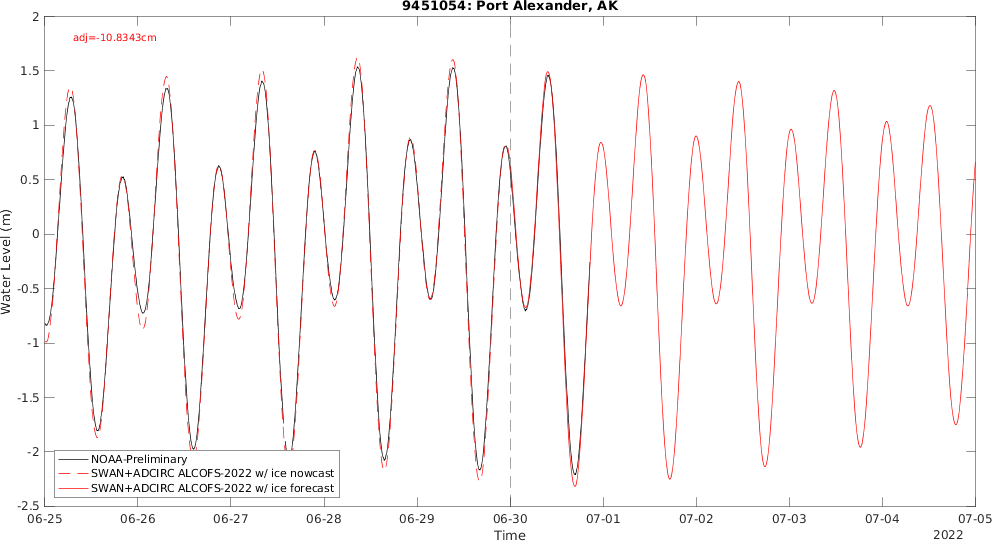 9451054: Port Alexander, AK
adj=-10.8343cm
2
1.5
1
0.5
0
-0.5
-1
-1.5
-2
-2.5
Water Level (m)
NOAA-Preliminary
SWAN+ADCIRC ALCOFS-2022 w/ ice nowcast
SWAN+ADCIRC ALCOFS-2022 w/ ice forecast
06-25 06-26 06-27 06-28 06-29 06-30 07-01 07-02 07-03 07-04 07-05
Time
2022